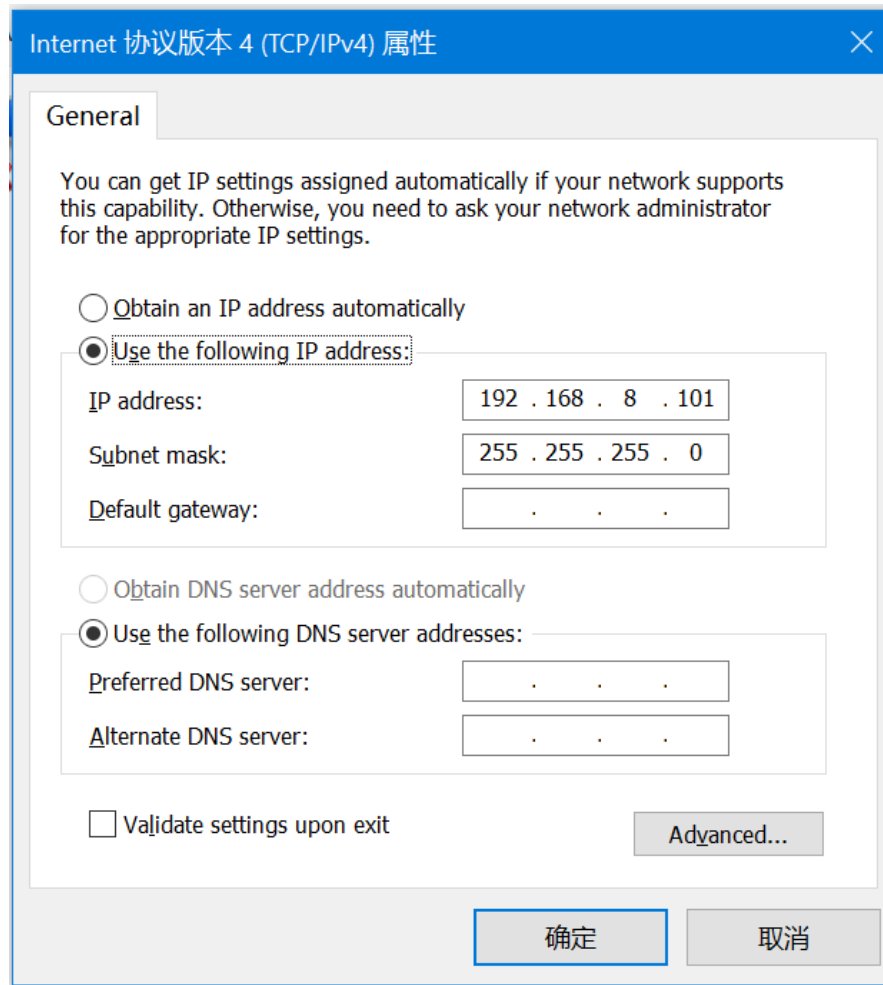 Internet 协议版本 4 (TCP/IPv4) 属性
General
You can get IP settings assigned automatically if your network supports
this capability. Otherwise, you need to ask your network administrator
for the appropriate IP settings.
Obtain an IP address automatically
Use the following IP address:
IP address: 192 . 168 . 8 . 101
Subnet mask: 255 . 255 . 255 . 0
Default gateway: . . .
Obtain DNS server address automatically
Use the following DNS server addresses:
Preferred DNS server: . . .
Alternate DNS server: . . .
Validate settings upon exit
Advanced...
确定 取消